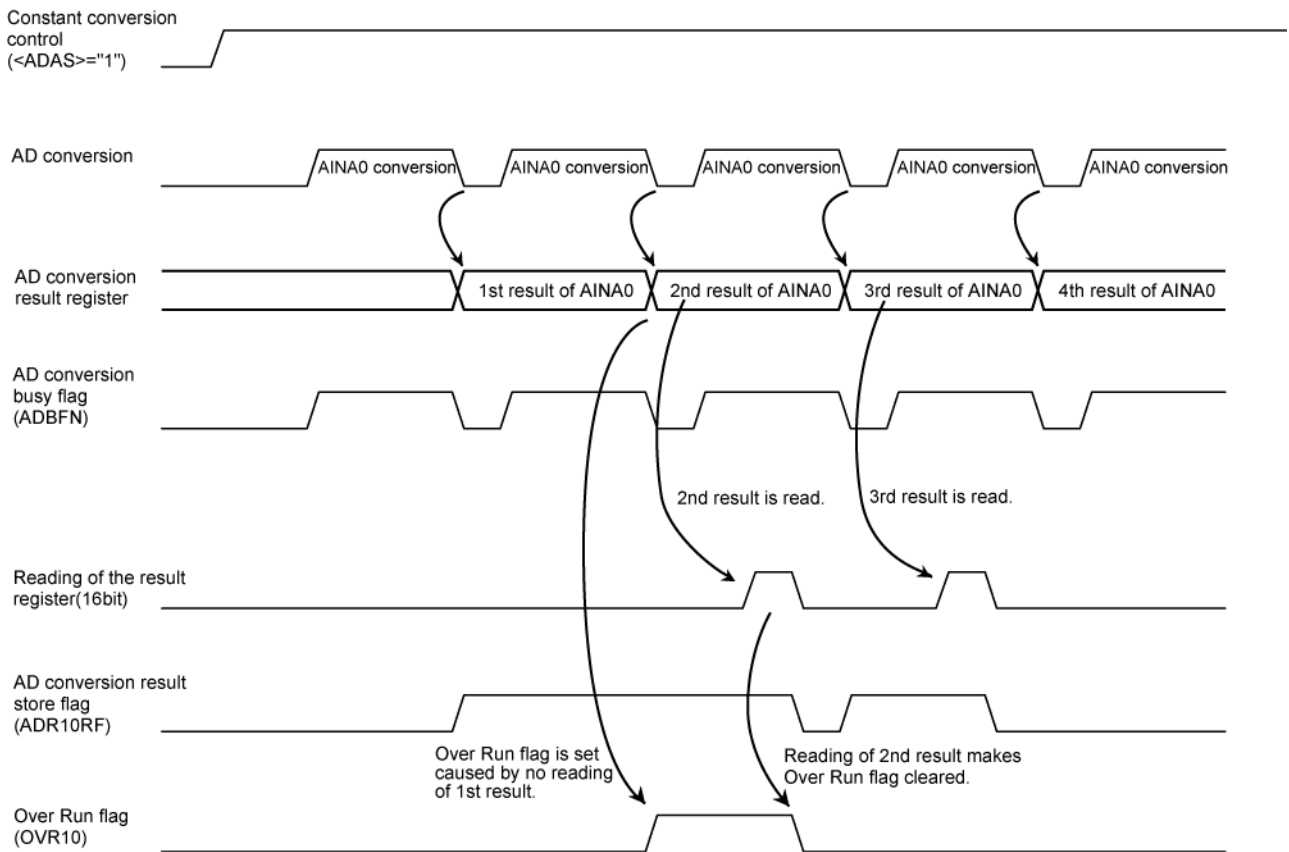 Constant conversion
control
(<ADAS>="1")
AD conversion
AINA0 conversion
AINA0 conversion
AINA0 conversion
AINA0 conversion
AINA0 conversion
AD conversion
result register
1st result of AINA0
2nd result of AINA0
3rd result of AINA0
4th result of AINA0
AD conversion
busy flag
(ADBFN)
2nd result is read.
3rd result is read.
Reading of the result
register(16bit)
AD conversion result
store flag
(ADR10RF)
Over Run flag is set
caused by no reading
of 1st result.
Reading of 2nd result makes
Over Run flag cleared.
Over Run flag
(OVR10)